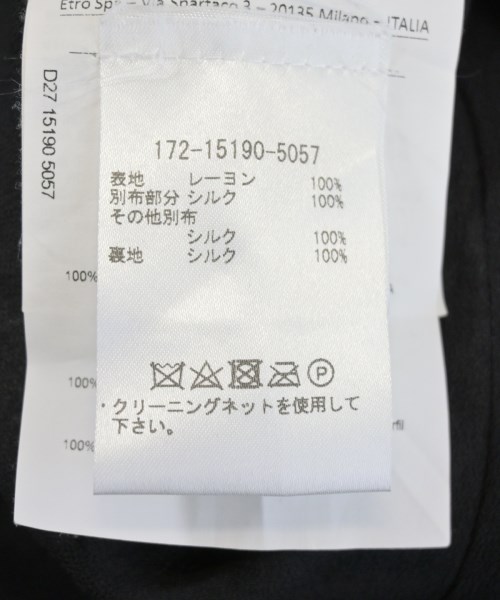 Etro Sp – Via Spartaco 3 – 20135 Milano – ITALIA
D27 15190 5057
172-15190-5057
表地 レーヨン 100%
別布部分 シルク 100%
その他別布
シルク 100%
裏地 シルク 100%
100%
100%
100%
P
・クリーニングネットを使用して
下さい。